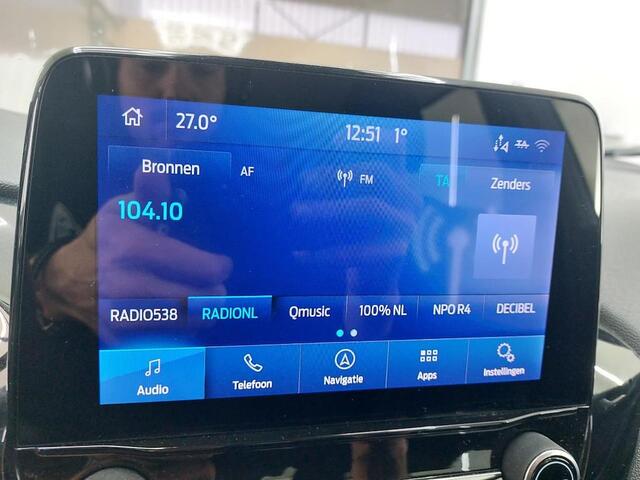 27.0° 12:51 1°
Bronnen AF FM TA Zenders
104.10
RADIO538 RADIONL Qmusic 100% NL NPO R4 DECIBEL
Audio Telefoon Navigatie Apps Instellingen